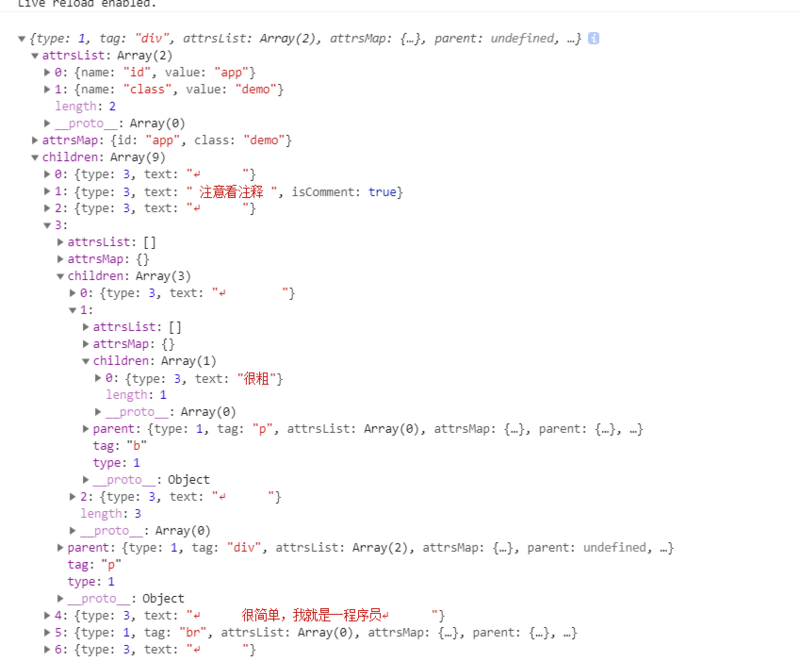 Live reload enabled.
▼{type: 1, tag: "div", attrsList: Array(2), attrsMap: {…}, parent: undefined, …} i
▼attrsList: Array(2)
▶0: {name: "id", value: "app"}
▶1: {name: "class", value: "demo"}
length: 2
▶__proto__: Array(0)
▶attrsMap: {id: "app", class: "demo"}
▼children: Array(9)
▶0: {type: 3, text: "↵      "}
▶1: {type: 3, text: " 注意看注释 ", isComment: true}
▶2: {type: 3, text: "↵      "}
▼3:
▶attrsList: []
▶attrsMap: {}
▼children: Array(3)
▶0: {type: 3, text: "↵        "}
▼1:
▶attrsList: []
▶attrsMap: {}
▼children: Array(1)
▶0: {type: 3, text: "很粗"}
length: 1
▶__proto__: Array(0)
▶parent: {type: 1, tag: "p", attrsList: Array(0), attrsMap: {…}, parent: {…}, …}
tag: "b"
type: 1
▶__proto__: Object
▶2: {type: 3, text: "↵      "}
length: 3
▶__proto__: Array(0)
▶parent: {type: 1, tag: "div", attrsList: Array(2), attrsMap: {…}, parent: undefined, …}
tag: "p"
type: 1
▶__proto__: Object
▶4: {type: 3, text: "↵      很简单，我就是一程序员↵      "}
▶5: {type: 1, tag: "br", attrsList: Array(0), attrsMap: {…}, parent: {…}, …}
▶6: {type: 3, text: "↵      "}